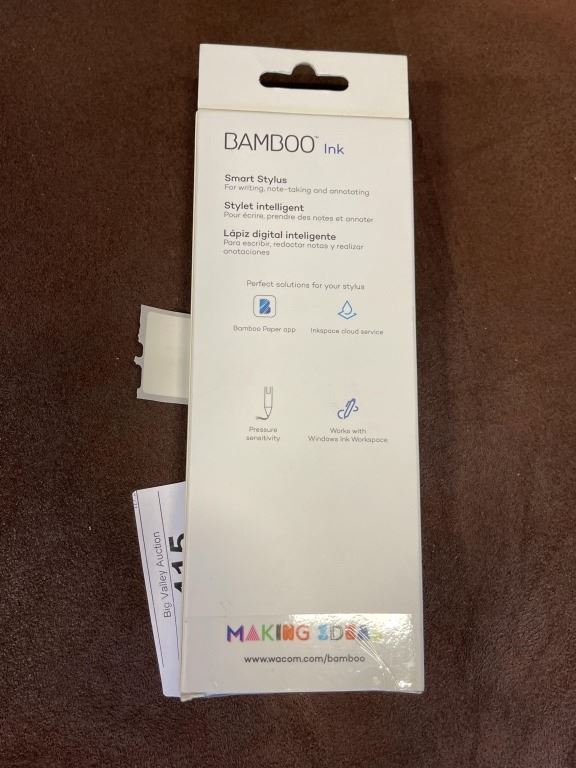 BAMBOO™ Ink
Smart Stylus
For writing, note-taking and annotating
Stylet intelligent
Pour écrire, prendre des notes et annoter
Lápiz digital inteligente
Para escribir, redactar notas y realizar
anotaciones
Perfect solutions for your stylus
Bamboo Paper app
Inkspace cloud service
Pressure
sensitivity
Works with
Windows Ink Workspace
MAKING IDEAS
www.wacom.com/bamboo
Big Valley Auction
115